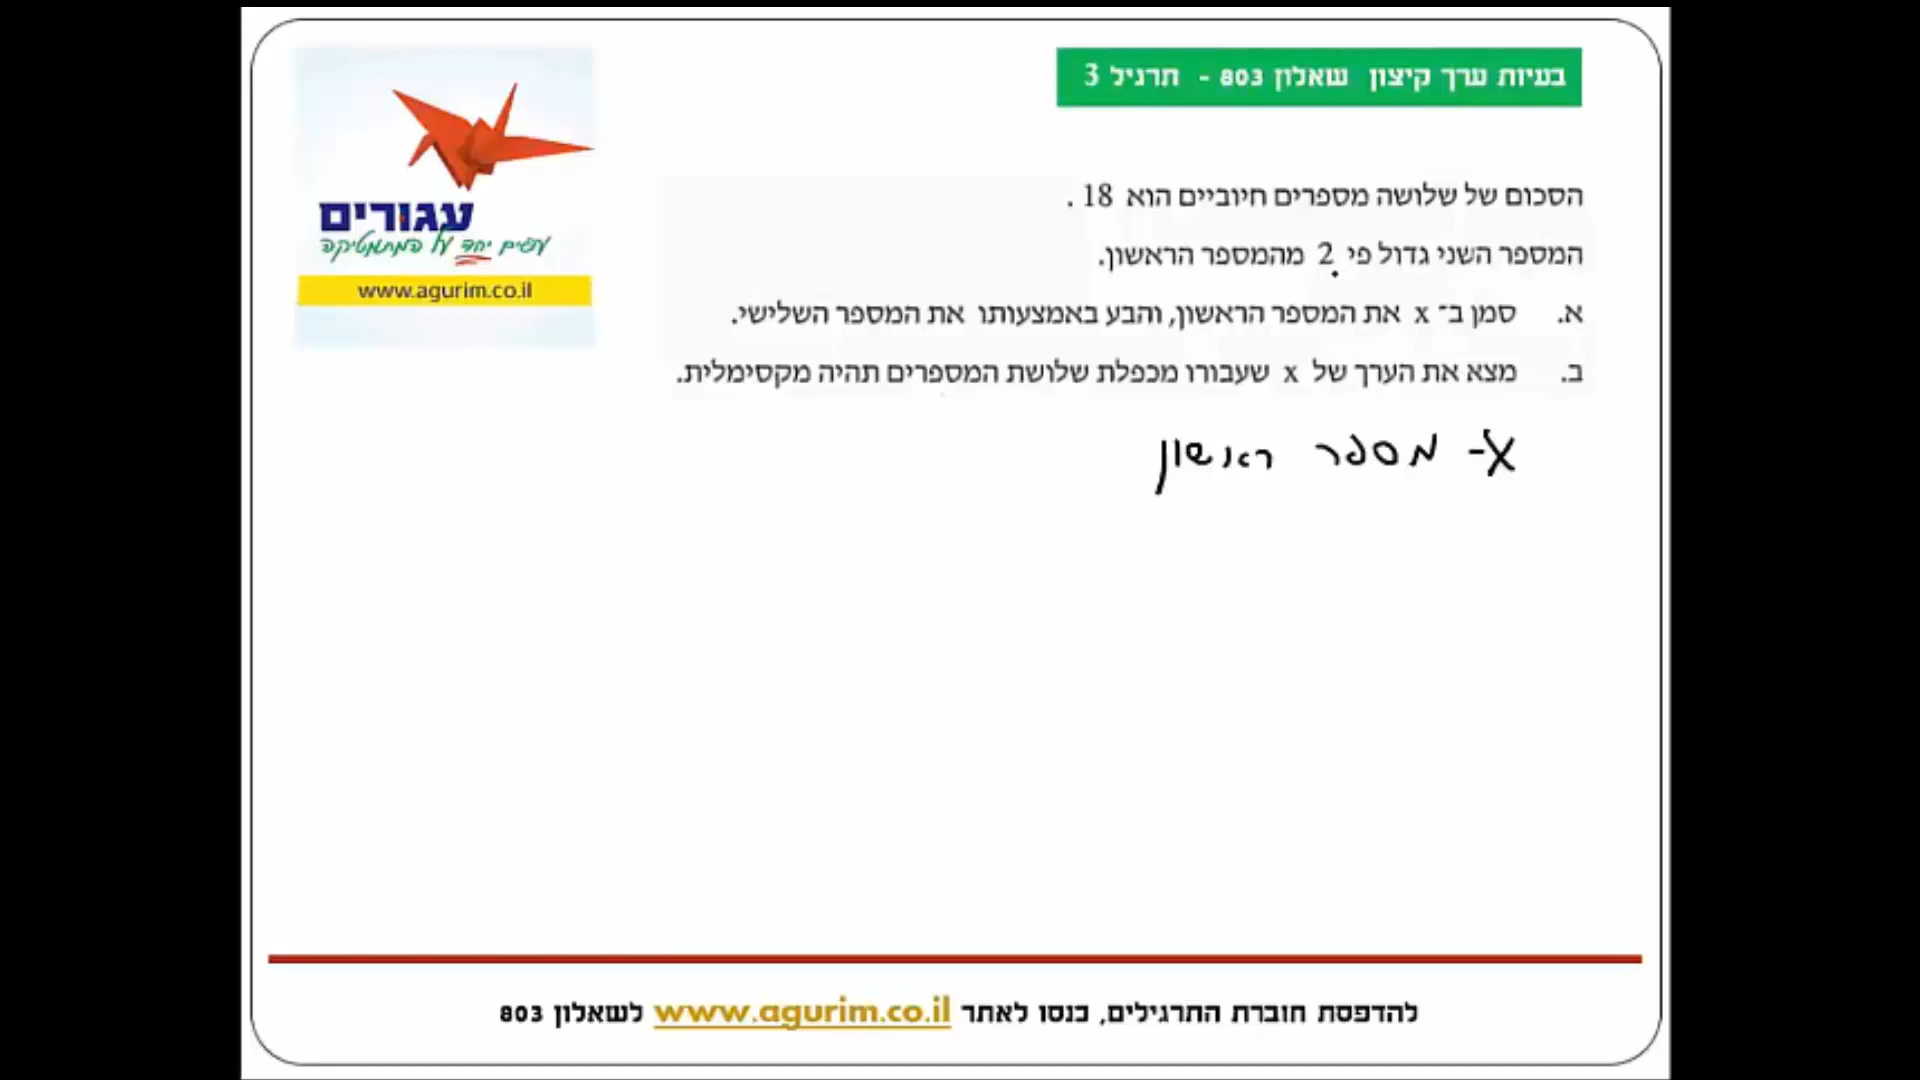 בעיות ערך קיצון שאלון 803 - תרגיל 3
עגורים
עושים יחד על המתמטיקה
www.agurim.co.il
הסכום של שלושה מספרים חיוביים הוא 18 .
המספר השני גדול פי 2 מהמספר הראשון.
א. סמן ב־ x את המספר הראשון, והבע באמצעותו את המספר השלישי.
ב. מצא את הערך של x שעבורו מכפלת שלושת המספרים תהיה מקסימלית.
x- מספר ראשון
להדפסת חוברת התרגילים, כנסו לאתר www.agurim.co.il לשאלון 803